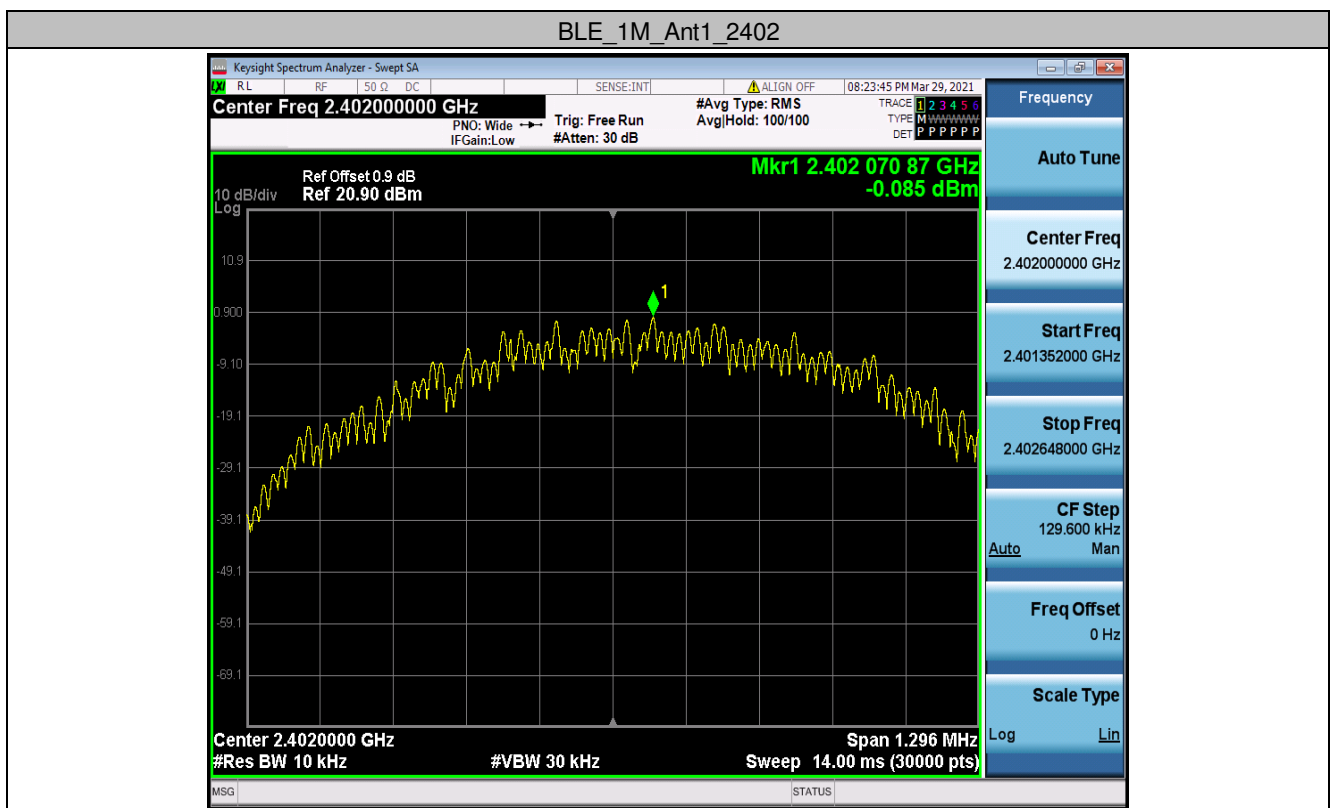 BLE_1M_Ant1_2402
Keysight Spectrum Analyzer - Swept SA
LXI RL RF 50 Ω DC SENSE:INT ALIGN OFF 08:23:45 PM Mar 29, 2021
Center Freq 2.402000000 GHz
PNO: Wide
IFGain:Low
Trig: Free Run
#Atten: 30 dB
#Avg Type: RMS
Avg|Hold: 100/100
TRACE 1 2 3 4 5 6
TYPE M W W W W W
DET P P P P P P
Mkr1 2.402 070 87 GHz
-0.085 dBm
Ref Offset 0.9 dB
10 dB/div Ref 20.90 dBm
Log
1
10.9
0.900
-9.10
-19.1
-29.1
-39.1
-49.1
-59.1
-69.1
Center 2.4020000 GHz Span 1.296 MHz
#Res BW 10 kHz #VBW 30 kHz Sweep 14.00 ms (30000 pts)
MSG STATUS
Frequency
Auto Tune
Center Freq
2.402000000 GHz
Start Freq
2.401352000 GHz
Stop Freq
2.402648000 GHz
CF Step
129.600 kHz
Auto Man
Freq Offset
0 Hz
Scale Type
Log Lin